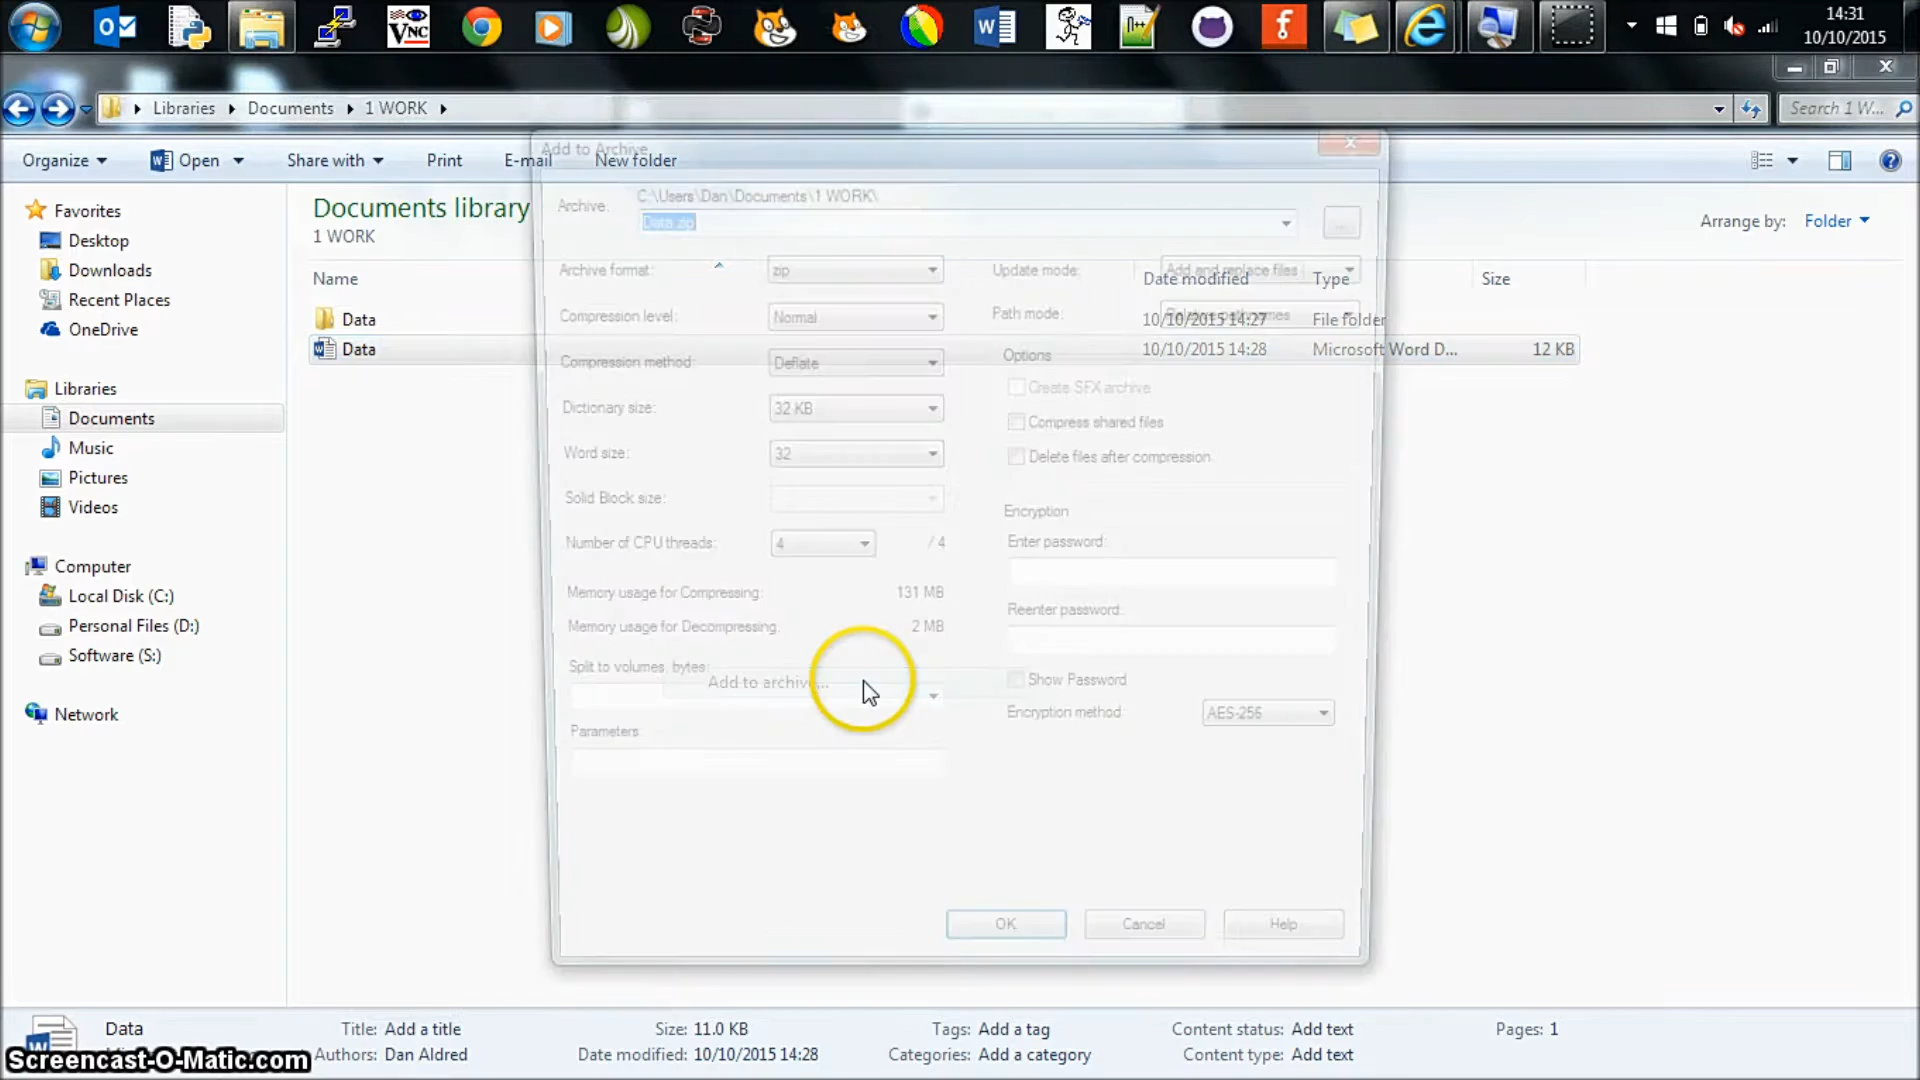 14:31
10/10/2015
Libraries
Documents
1 WORK
Search 1 W...
Organize
Open
Share with
Print
E-mail
New folder
Favorites
Desktop
Downloads
Recent Places
OneDrive
Libraries
Documents
Music
Pictures
Videos
Computer
Local Disk (C:)
Personal Files (D:)
Software (S:)
Network
Documents library
1 WORK
Arrange by: Folder
Name
Date modified
Type
Size
Data
10/10/2015 14:27
File folder
Data
10/10/2015 14:28
Microsoft Word D...
12 KB
Add to Archive
Archive:
C:\Users\Dan\Documents\1 WORK\
Data.zip
...
Archive format: zip
Compression level: Normal
Compression method: Deflate
Dictionary size: 32 KB
Word size: 32
Solid Block size:
Number of CPU threads: 4 / 4
Memory usage for Compressing: 131 MB
Memory usage for Decompressing: 2 MB
Split to volumes, bytes:
Add to archive...
Parameters:
Update mode: Add and replace files
Path mode: Relative pathnames
Options
Create SFX archive
Compress shared files
Delete files after compression
Encryption
Enter password:
Reenter password:
Show Password
Encryption method: AES-256
OK
Cancel
Help
Data
Title: Add a title
Size: 11.0 KB
Tags: Add a tag
Content status: Add text
Pages: 1
Authors: Dan Aldred
Date modified: 10/10/2015 14:28
Categories: Add a category
Content type: Add text
Screencast-O-Matic.com